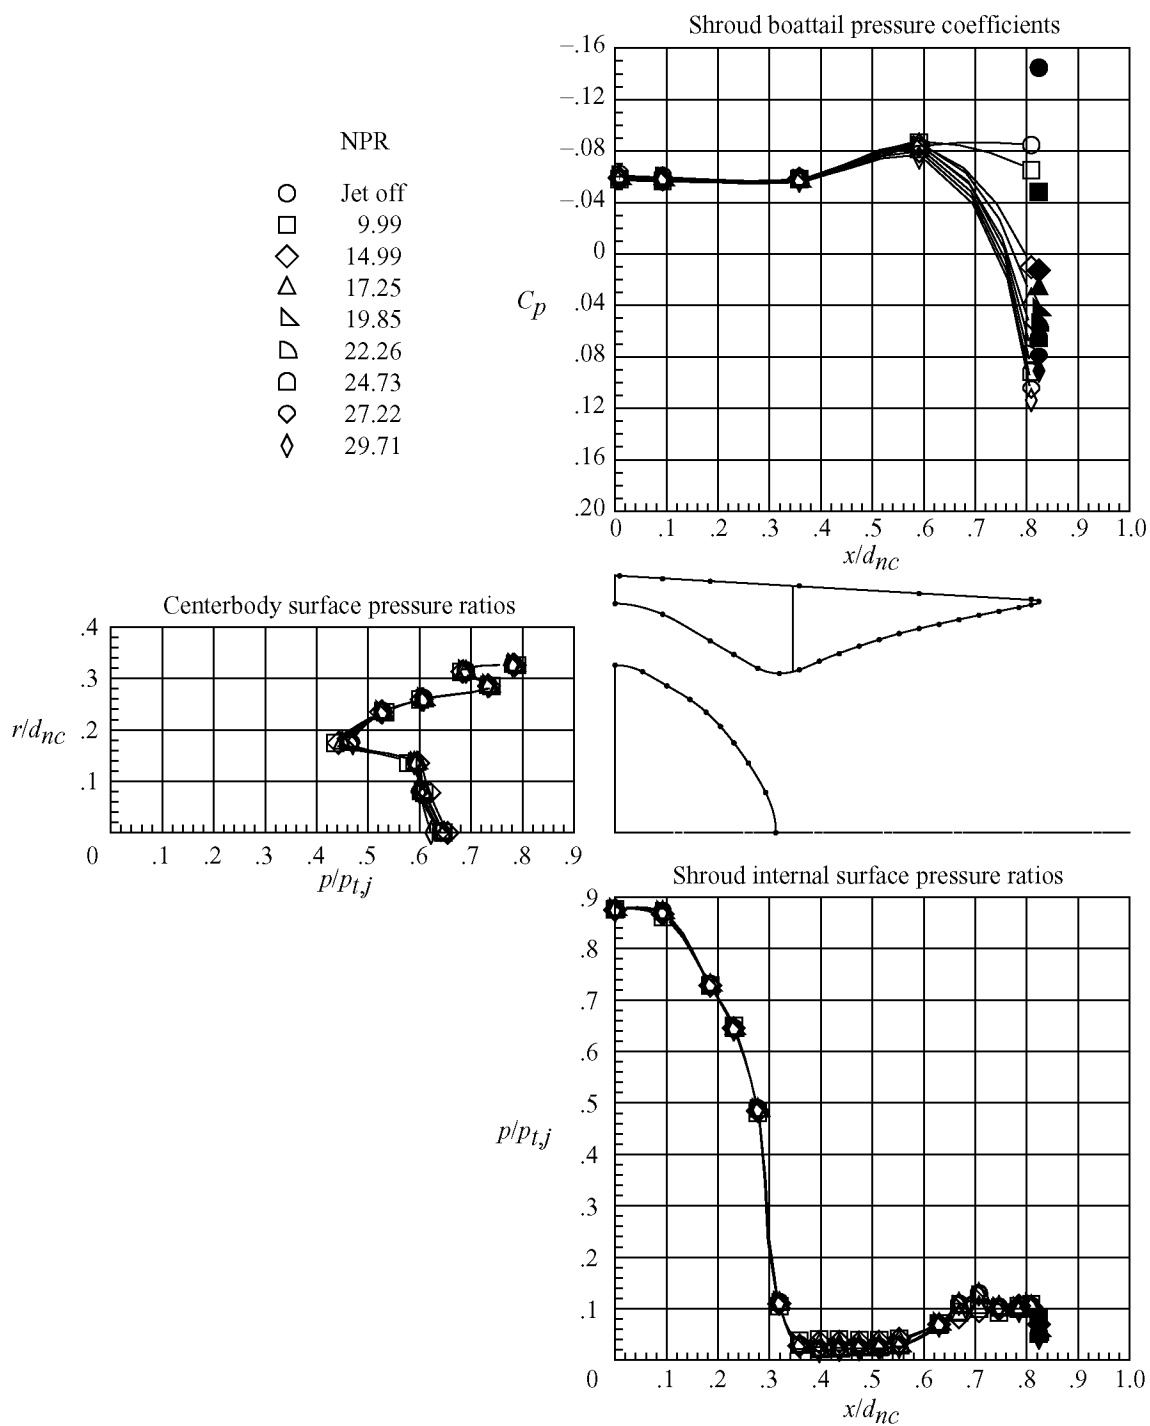 Shroud boattail pressure coefficients
–.16
–.12
–.08
–.04
0
.04
.08
.12
.16
.20
C_p
0 .1 .2 .3 .4 .5 .6 .7 .8 .9 1.0
x/d_nc
NPR
Jet off
9.99
14.99
17.25
19.85
22.26
24.73
27.22
29.71
Centerbody surface pressure ratios
.4
.3
.2
.1
r/d_nc
0 .1 .2 .3 .4 .5 .6 .7 .8 .9
p/p_t,j
Shroud internal surface pressure ratios
.9
.8
.7
.6
.5
.4
.3
.2
.1
p/p_t,j
0 .1 .2 .3 .4 .5 .6 .7 .8 .9 1.0
x/d_nc